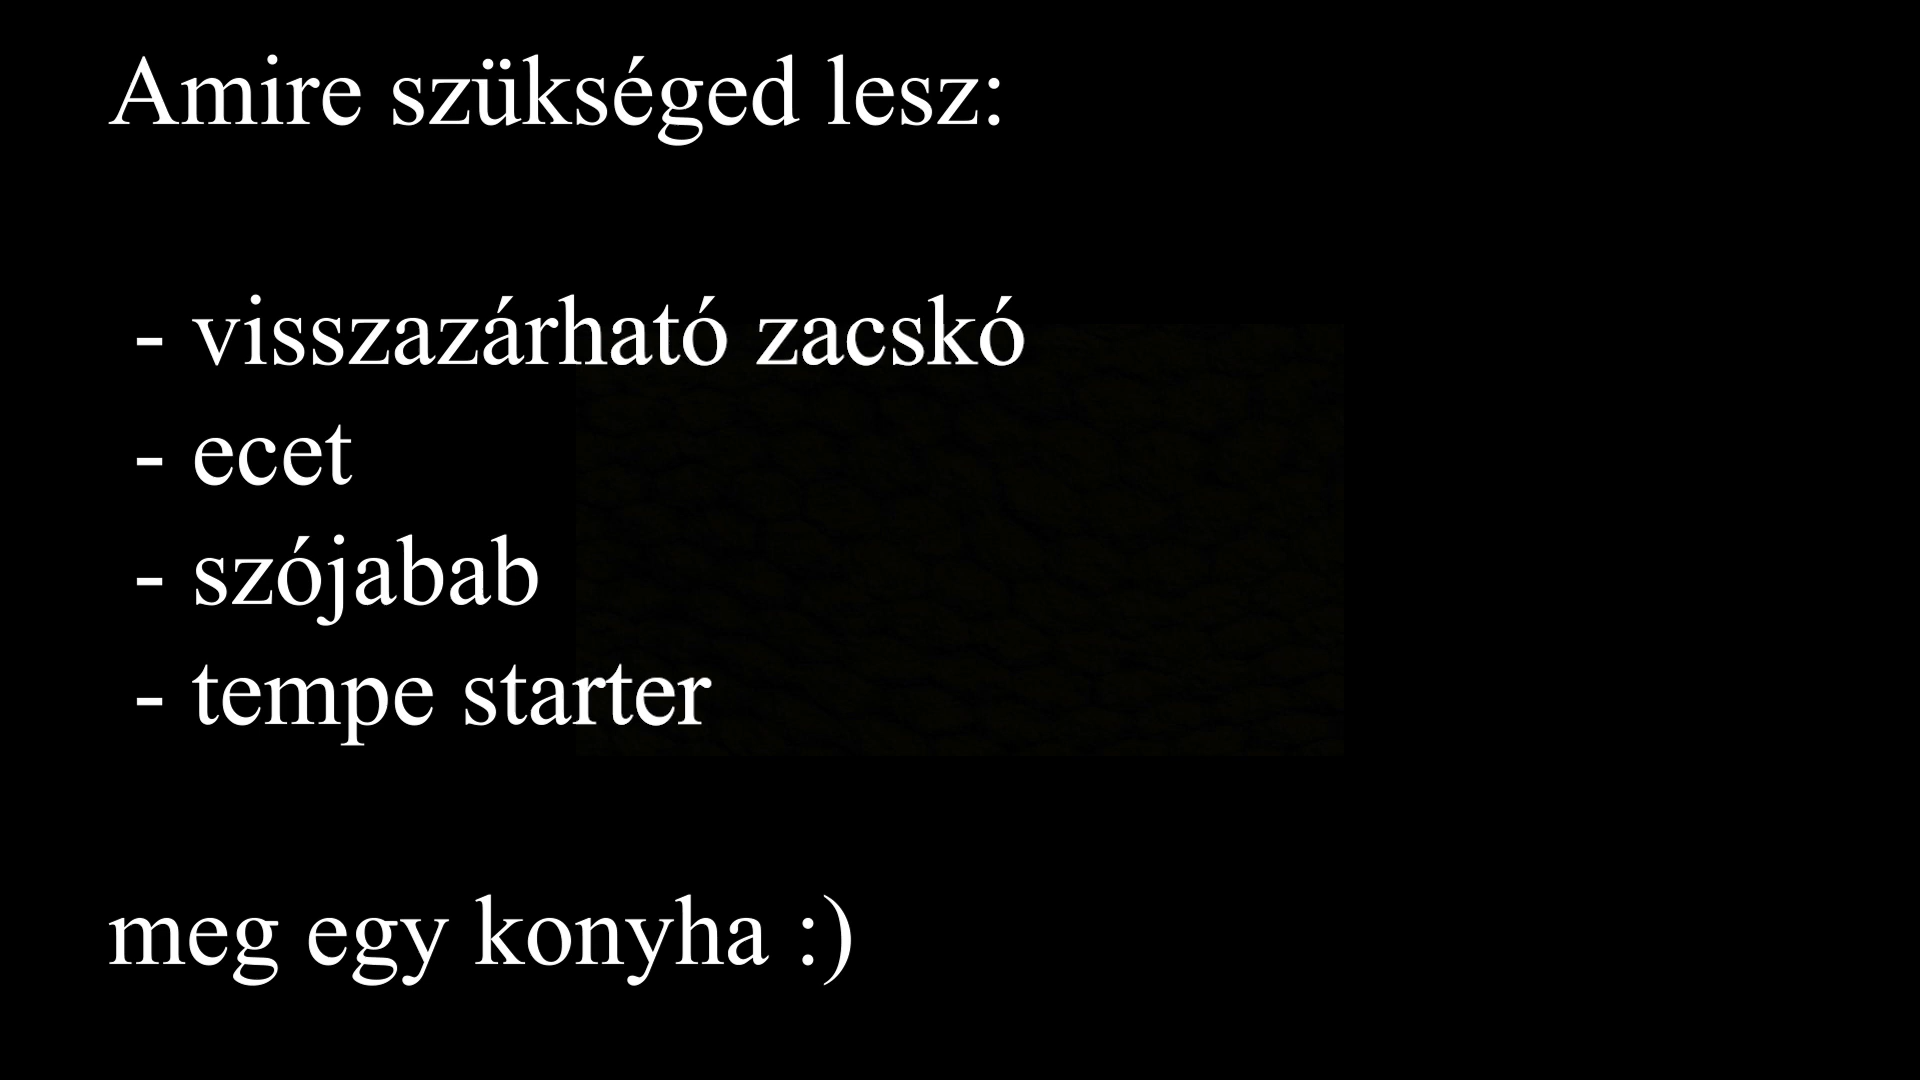 Amire szükséged lesz:
- visszazárható zacskó
- ecet
- szójabab
- tempe starter
meg egy konyha :)